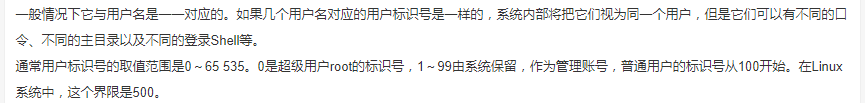 一般情况下它与用户名是一一对应的。如果几个用户名对应的用户标识号是一样的，系统内部将把它们视为同一个用户，但是它们可以有不同的口
令、不同的主目录以及不同的登录Shell等。
通常用户标识号的取值范围是0～65 535。0是超级用户root的标识号，1～99由系统保留，作为管理账号，普通用户的标识号从100开始。在Linux
系统中，这个界限是500。